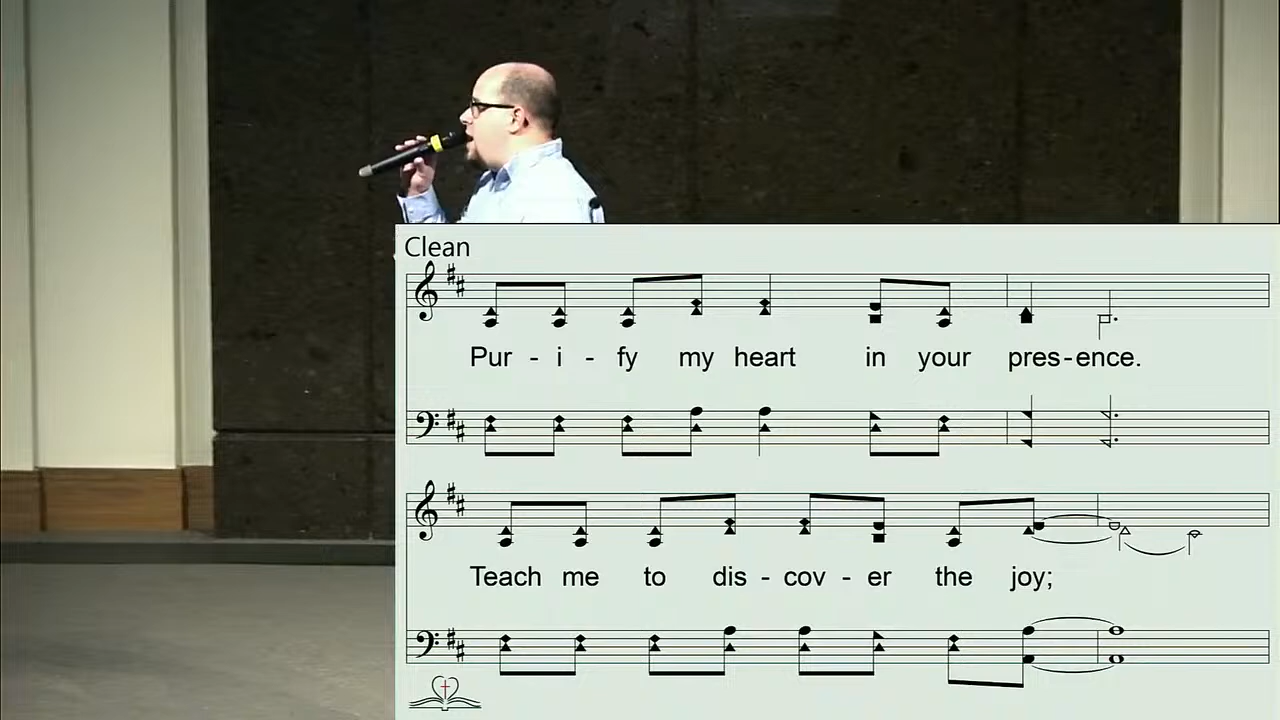 Clean
Pur - i - fy my heart in your pres-ence.
Teach me to dis - cov - er the joy;